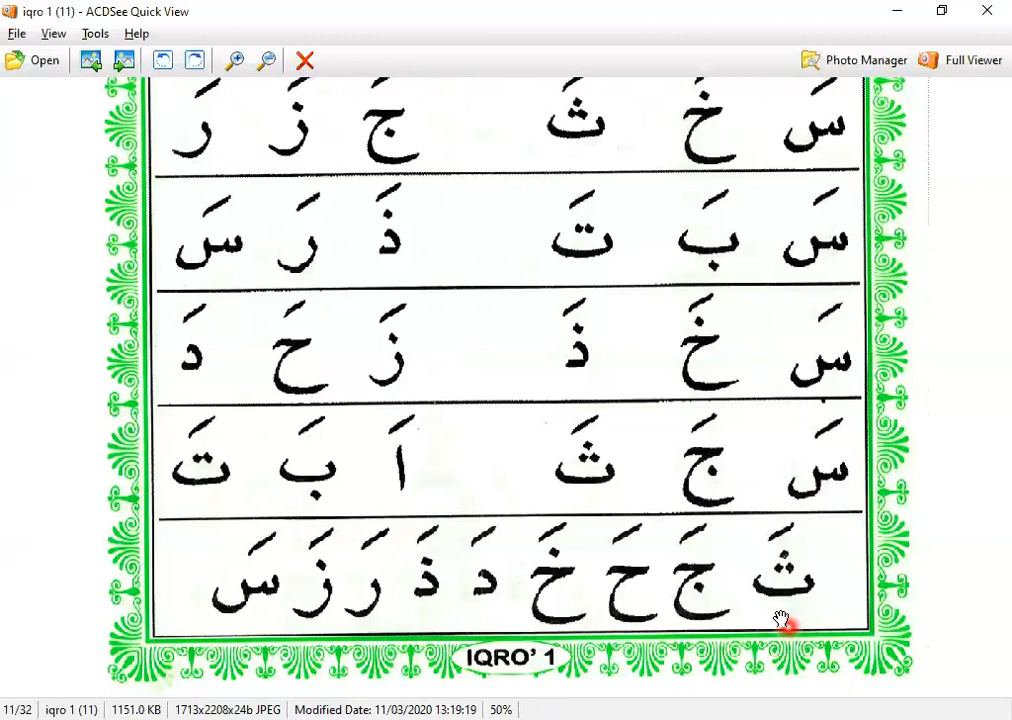 iqro 1 (11) - ACDSee Quick View
File View Tools Help
Open Photo Manager Full Viewer
سَ خَ ثَ جَ زَ رَ
سَ بَ تَ ذَ رَ سَ
سَ خَ ذَ زَ حَ دَ
سَ جَ ثَ اَ بَ تَ
ثَ جَ حَ خَ دَ ذَ رَ زَ سَ
IQRO' 1
11/32 iqro 1 (11) 1151.0 KB 1713x2208x24b JPEG Modified Date: 11/03/2020 13:19:19 50%